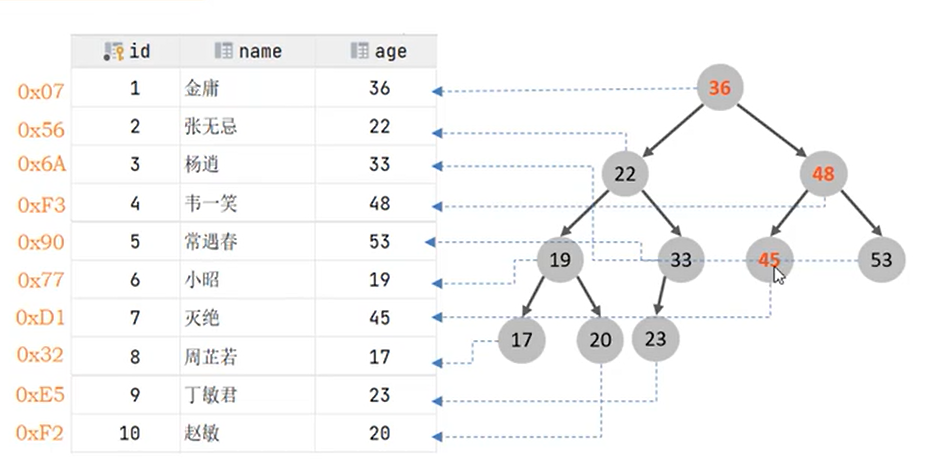 id name age
0x07 1 金庸 36
0x56 2 张无忌 22
0x6A 3 杨逍 33
0xF3 4 韦一笑 48
0x90 5 常遇春 53
0x77 6 小昭 19
0xD1 7 灭绝 45
0x32 8 周芷若 17
0xE5 9 丁敏君 23
0xF2 10 赵敏 20
36
22 48
19 33 45 53
17 20 23